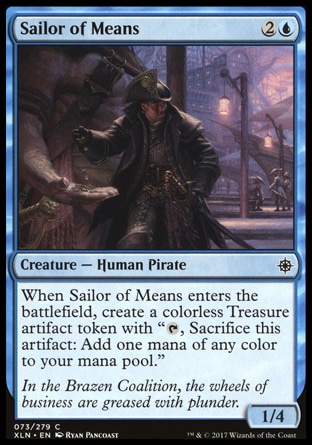 Sailor of Means 2
Creature — Human Pirate
When Sailor of Means enters the
battlefield, create a colorless Treasure
artifact token with “, Sacrifice this
artifact: Add one mana of any color
to your mana pool.”
In the Brazen Coalition, the wheels of
business are greased with plunder.
1/4
073/279 C
XLN • EN RYAN PANCOAST
™ & © 2017 Wizards of the Coast